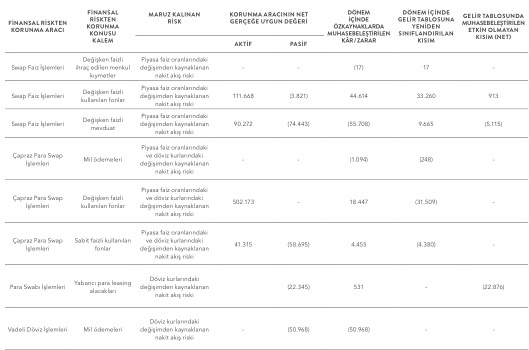 FİNANSAL RİSKTEN KORUNMA ARACI | FİNANSAL RİSKTEN KORUNMA KONUSU KALEM | MARUZ KALINAN RİSK | KORUNMA ARACININ NET GERÇEĞE UYGUN DEĞERİ | DÖNEM İÇİNDE ÖZKAYNAKLARDA MUHASEBELEŞTİRİLEN KÂR/ZARAR | DÖNEM İÇİNDE GELİR TABLOSUNA YENİDEN SINIFLANDIRILAN KISIM | GELİR TABLOSUNDA MUHASEBELEŞTİRİLEN ETKİN OLMAYAN KISIM (NET)
AKTİF | PASİF
Swap Faiz İşlemleri | Değişken faizli ihraç edilen menkul kıymetler | Piyasa faiz oranlarındaki değişimden kaynaklanan nakit akış riski | - | - | (17) | 17 | -
Swap Faiz İşlemleri | Değişken faizli kullanılan fonlar | Piyasa faiz oranlarındaki değişimden kaynaklanan nakit akış riski | 111.668 | (3.821) | 44.614 | 33.260 | 913
Swap Faiz İşlemleri | Değişken faizli mevduat | Piyasa faiz oranlarındaki değişimden kaynaklanan nakit akış riski | 90.272 | (74.443) | (55.708) | 9.665 | (5.115)
Çapraz Para Swap İşlemleri | Mil ödemeleri | Piyasa faiz oranlarındaki ve döviz kurlarındaki değişimden kaynaklanan nakit akış riski | - | - | (1.094) | (248) | -
Çapraz Para Swap İşlemleri | Değişken faizli kullanılan fonlar | Piyasa faiz oranlarındaki ve döviz kurlarındaki değişimden kaynaklanan nakit akış riski | 502.173 | - | 18.447 | (31.509) | -
Çapraz Para Swap İşlemleri | Sabit faizli kullanılan fonlar | Piyasa faiz oranlarındaki ve döviz kurlarındaki değişimden kaynaklanan nakit akış riski | 41.315 | (58.695) | 4.455 | (4.380) | -
Para Swabı İşlemleri | Yabancı para leasing alacakları | Döviz kurlarındaki değişimden kaynaklanan nakit akış riski | | (22.345) | 531 | - | (22.876)
Vadeli Döviz İşlemleri | Mil ödemeleri | Döviz kurlarındaki değişimden kaynaklanan nakit akış riski | - | (50.968) | (50.968) | - | -